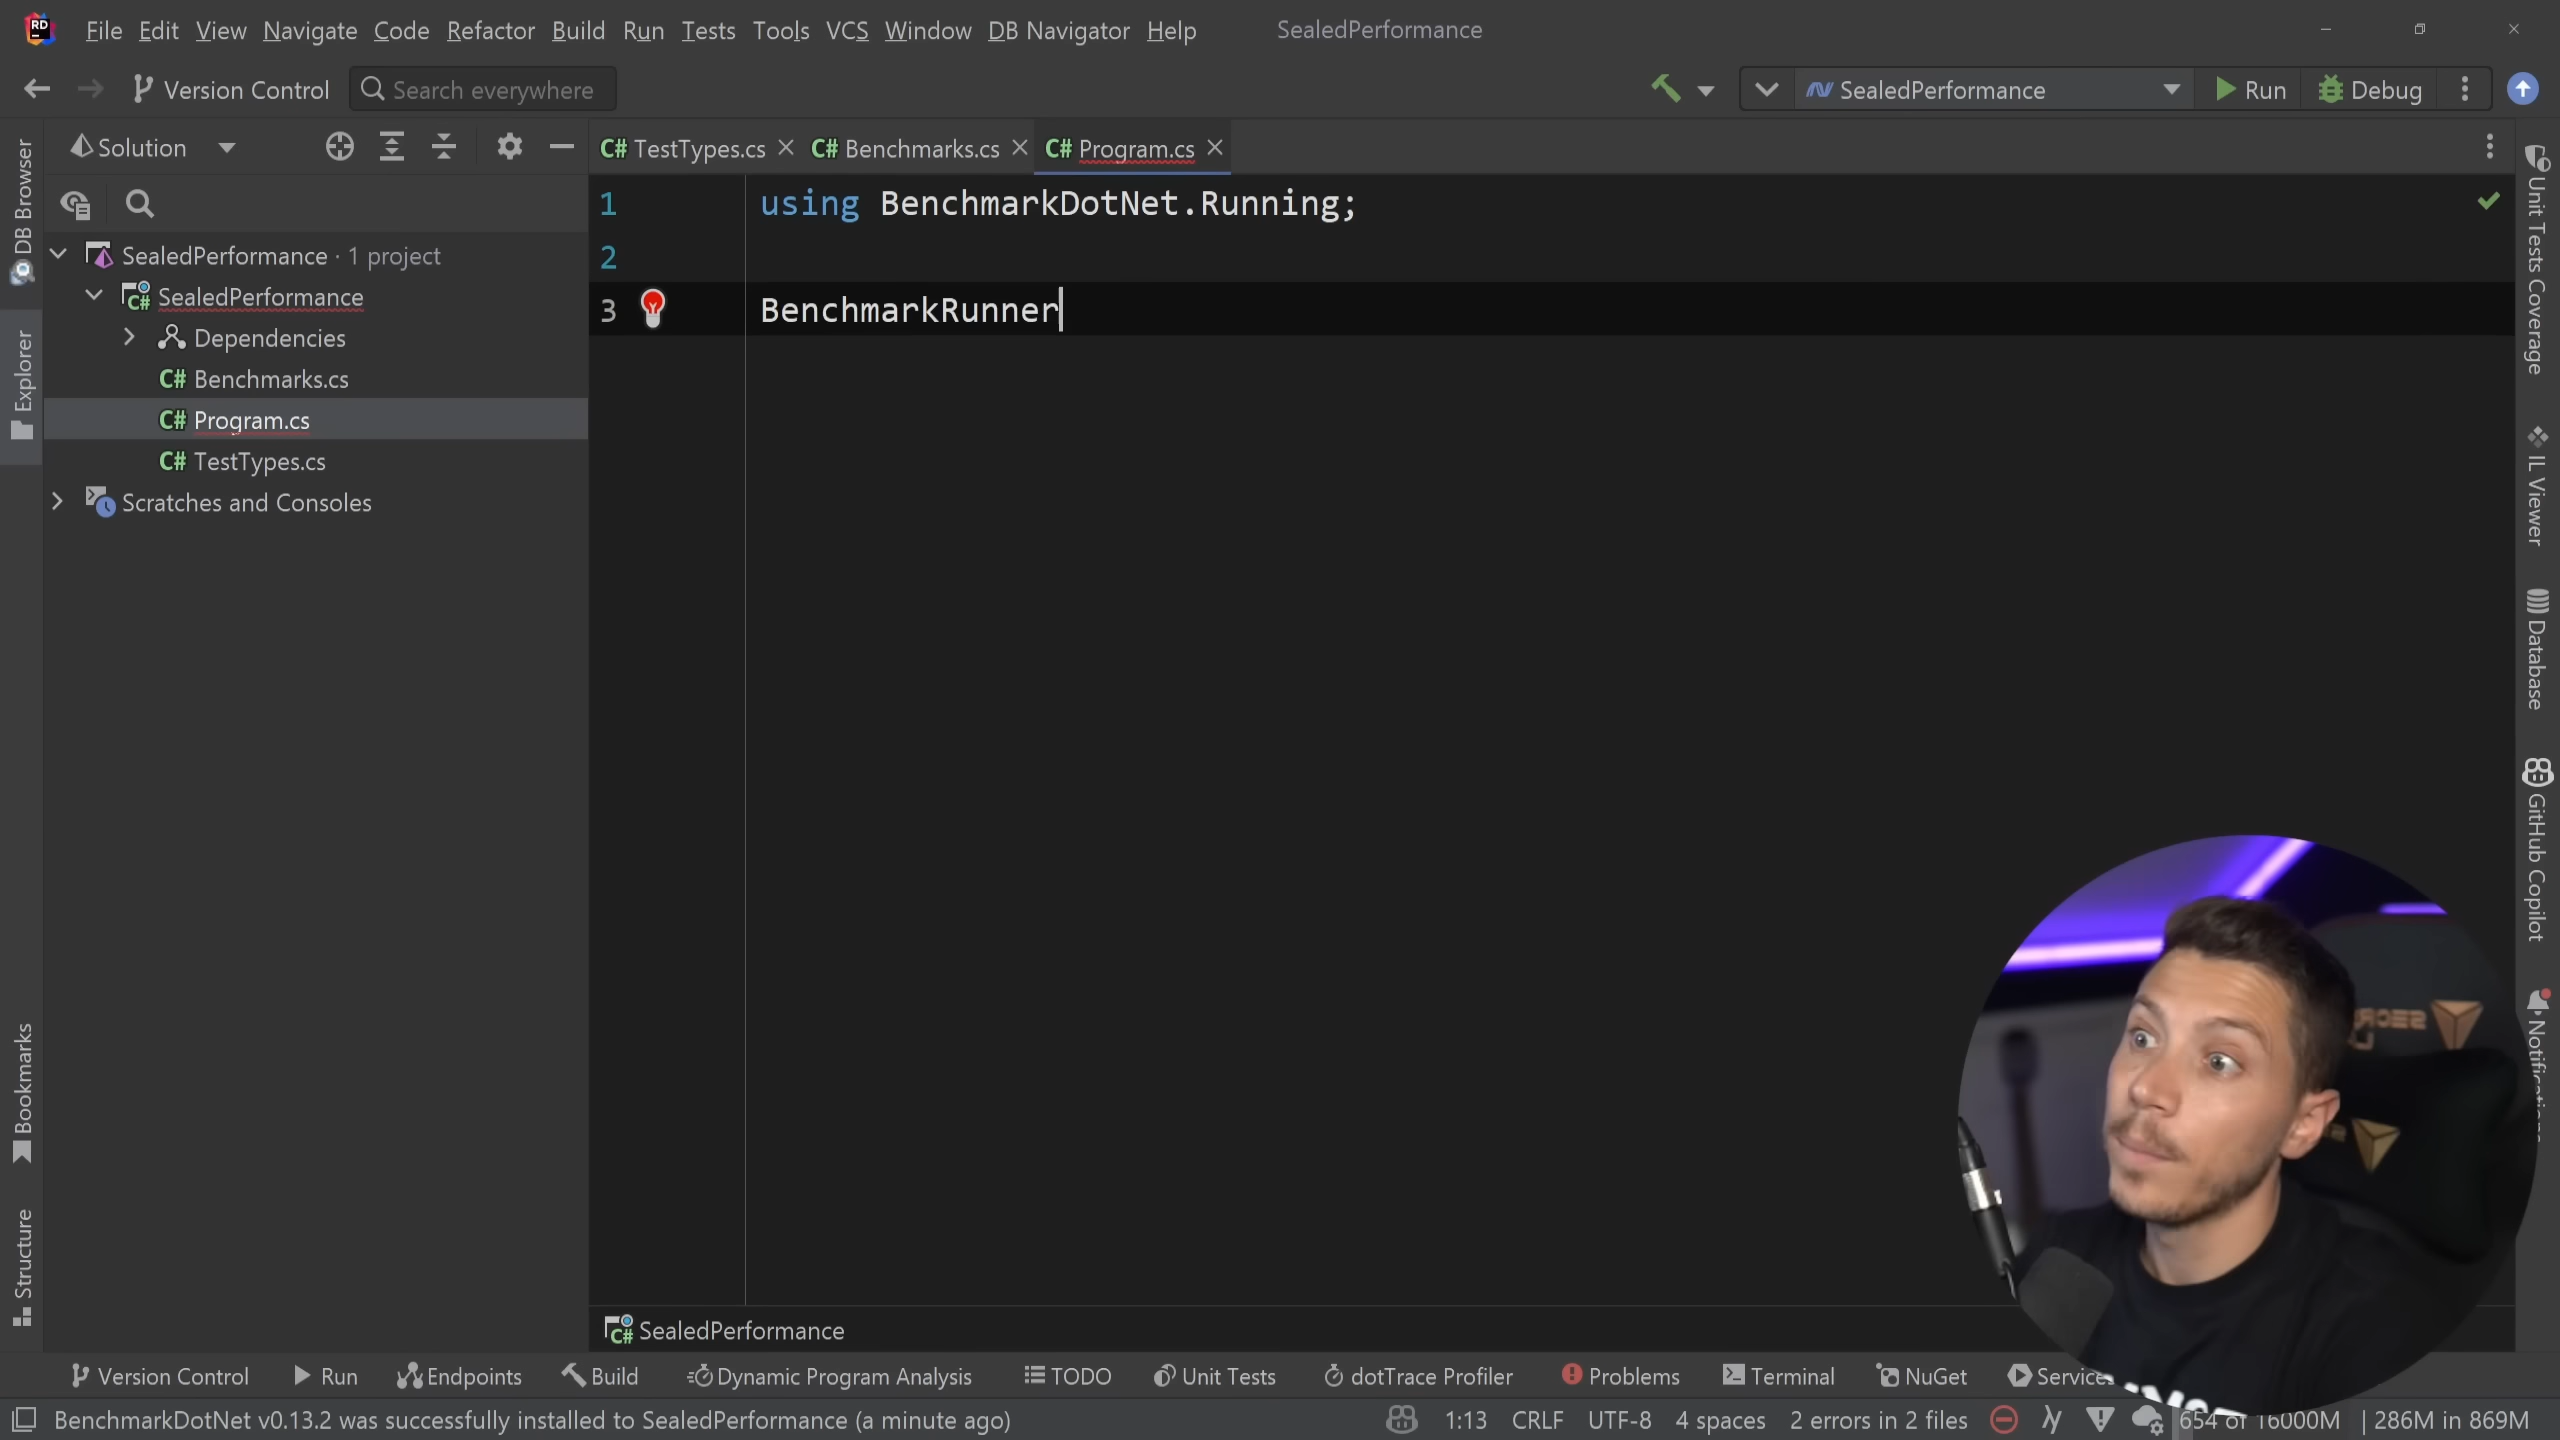 File Edit View Navigate Code Refactor Build Run Tests Tools VCS Window DB Navigator Help SealedPerformance
Version Control Search everywhere SealedPerformance Run Debug
Solution
TestTypes.cs Benchmarks.cs Program.cs
DB Browser
Explorer
Bookmarks
Structure
SealedPerformance · 1 project
SealedPerformance
Dependencies
C# Benchmarks.cs
C# Program.cs
C# TestTypes.cs
Scratches and Consoles
1 using BenchmarkDotNet.Running;
2
3 BenchmarkRunner
Unit Tests Coverage
IL Viewer
Database
GitHub Copilot
Notifications
SealedPerformance
Version Control Run Endpoints Build Dynamic Program Analysis TODO Unit Tests dotTrace Profiler Problems Terminal NuGet Services
BenchmarkDotNet v0.13.2 was successfully installed to SealedPerformance (a minute ago) 1:13 CRLF UTF-8 4 spaces 2 errors in 2 files 654 of 16000M 286M in 869M